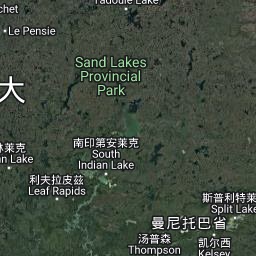 Tadoule Lake
Le Pensie
Sand Lakes
Provincial
Park
大
南印第安莱克
South
Indian Lake
利夫拉皮兹
Leaf Rapids
斯普利特莱
Split Lake
曼尼托巴省
汤普森
Thompson
凯尔西
Kelsey